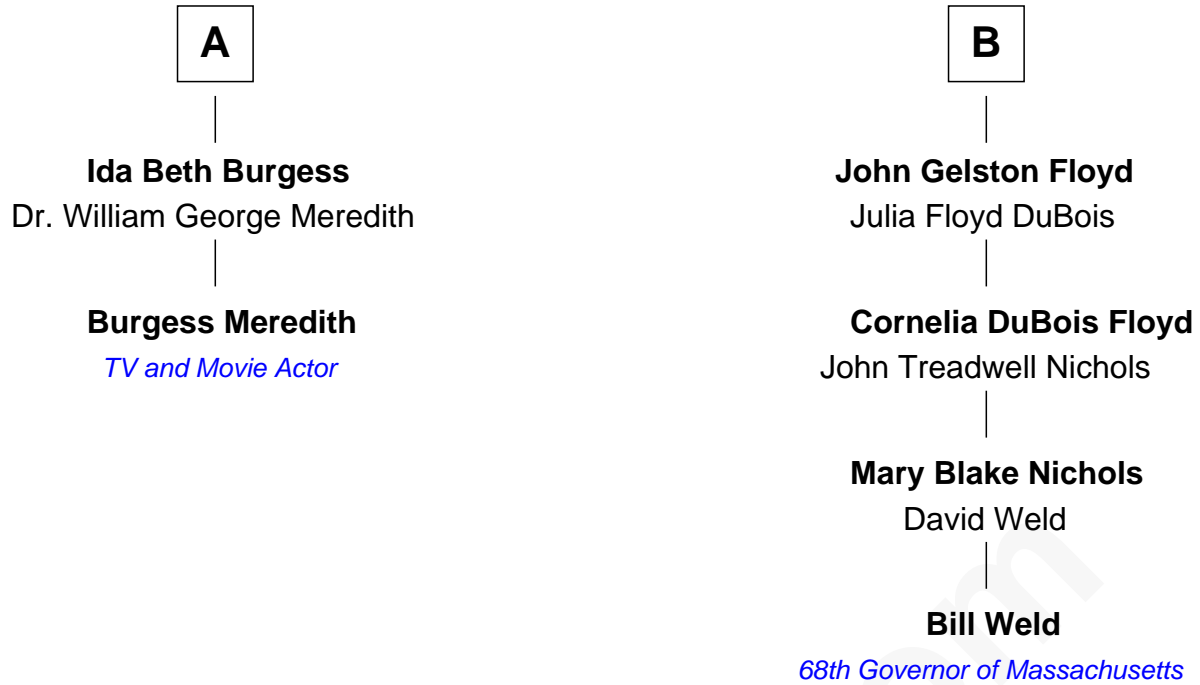 A
Ida Beth Burgess
Dr. William George Meredith
Burgess Meredith
TV and Movie Actor
B
John Gelston Floyd
Julia Floyd DuBois
Cornelia DuBois Floyd
John Treadwell Nichols
Mary Blake Nichols
David Weld
Bill Weld
68th Governor of Massachusetts
om